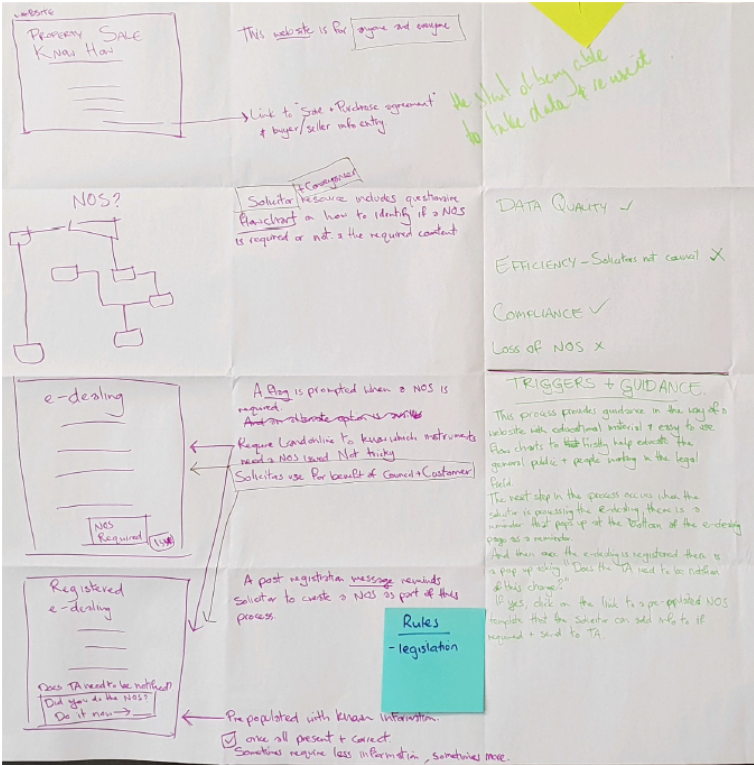 WEBSITE
PROPERTY SALE
KNOW HOW
THIS website is for anyone and everyone
Link to "Sale + Purchase agreement"
+ buyer/seller info entry.
the start of being able
to take data + re use it
NOS?
+ Conveyancer
Solicitor resource includes questionaire
flowchart on how to identify if a NOS
is required or not & the required content
DATA QUALITY ✓
EFFICIENCY - Solicitors not council X
COMPLIANCE ✓
LOSS OF NOS X
e-dealing
NOS
Required
A flag is prompted when a NOS is
required.
And an alternate option is
Require Landonline to know which instruments
need a NOS issued Not tricky
Solicitors use for benefit of Council + Customer
Registered
e-dealing
Does TA need to be notified?
Did you do the NOS?
Do it now →
A post registration message reminds
Solicitor to create a NOS as part of this
process.
Rules
- legislation
Pre populated with known information.
once all present + correct.
Sometimes require less information, sometimes more.
TRIGGERS + GUIDANCE.
This process provides guidance in the way of a
website with educational material & easy to use
flow charts to firstly help educate the
general public + people working in the legal
field.
The next step in the process occurs when the
solicitor is processing the e-dealing, there is a
reminder that pops up at the bottom of the e-dealing
page as a reminder.
And then once the e-dealing is registered there is
a pop up asking "Does the TA need to be notified
of this change?"
If yes, click on the link to a pre-populated NOS
template that the solicitor can add info to if
required + send to TA.